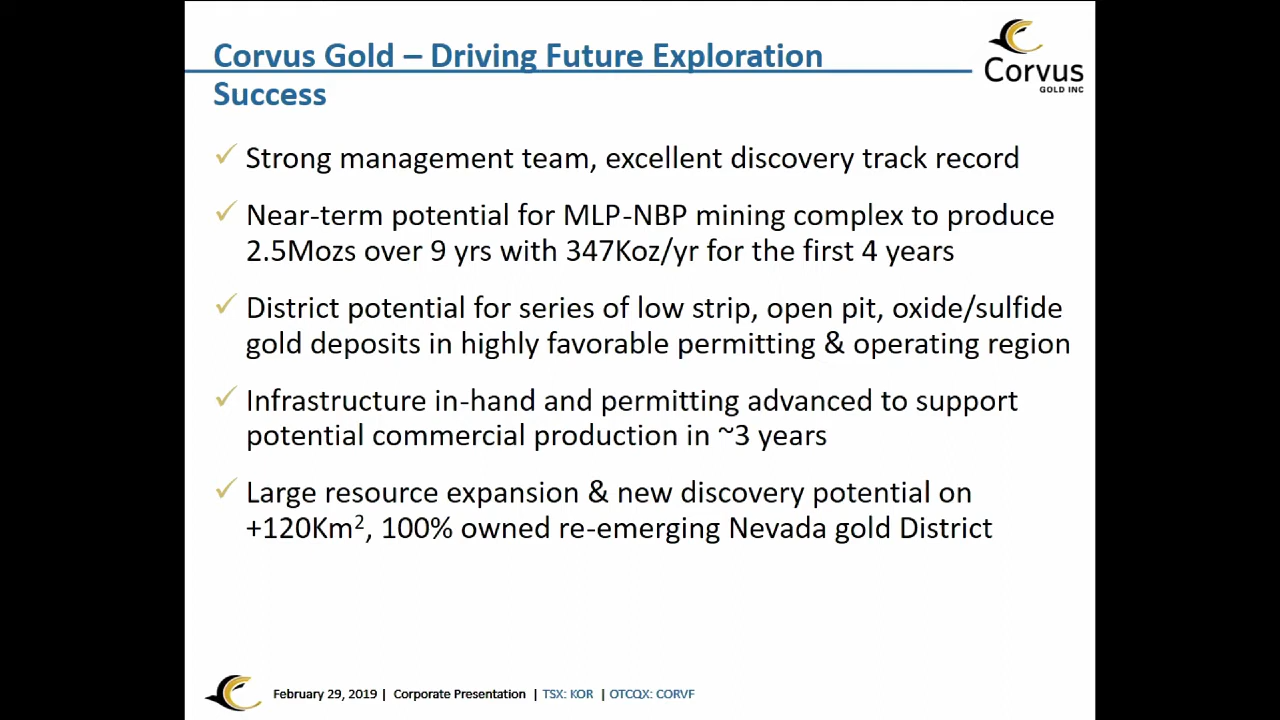 Corvus Gold – Driving Future Exploration
Success
Corvus
GOLD INC
Strong management team, excellent discovery track record
Near-term potential for MLP-NBP mining complex to produce
2.5Mozs over 9 yrs with 347Koz/yr for the first 4 years
District potential for series of low strip, open pit, oxide/sulfide
gold deposits in highly favorable permitting & operating region
Infrastructure in-hand and permitting advanced to support
potential commercial production in ~3 years
Large resource expansion & new discovery potential on
+120Km², 100% owned re-emerging Nevada gold District
February 29, 2019 | Corporate Presentation | TSX: KOR | OTCQX: CORVF